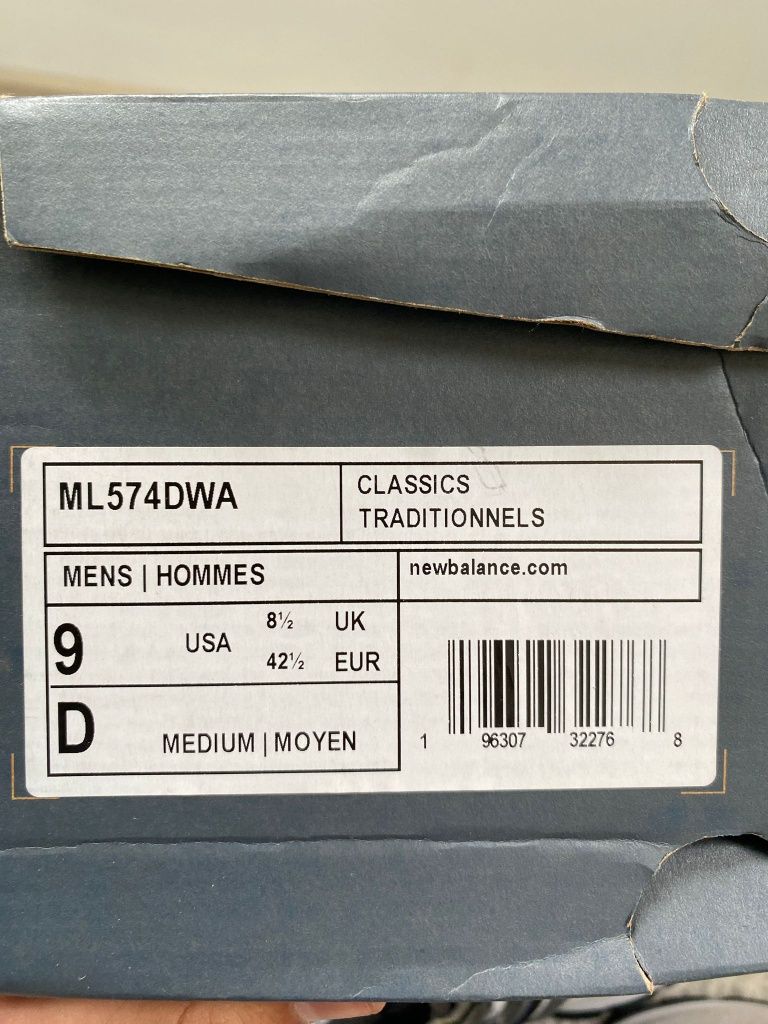 ML574DWA
CLASSICS
TRADITIONNELS
MENS | HOMMES
newbalance.com
9
USA
8½ UK
42½ EUR
D
MEDIUM | MOYEN
1 96307 32276 8